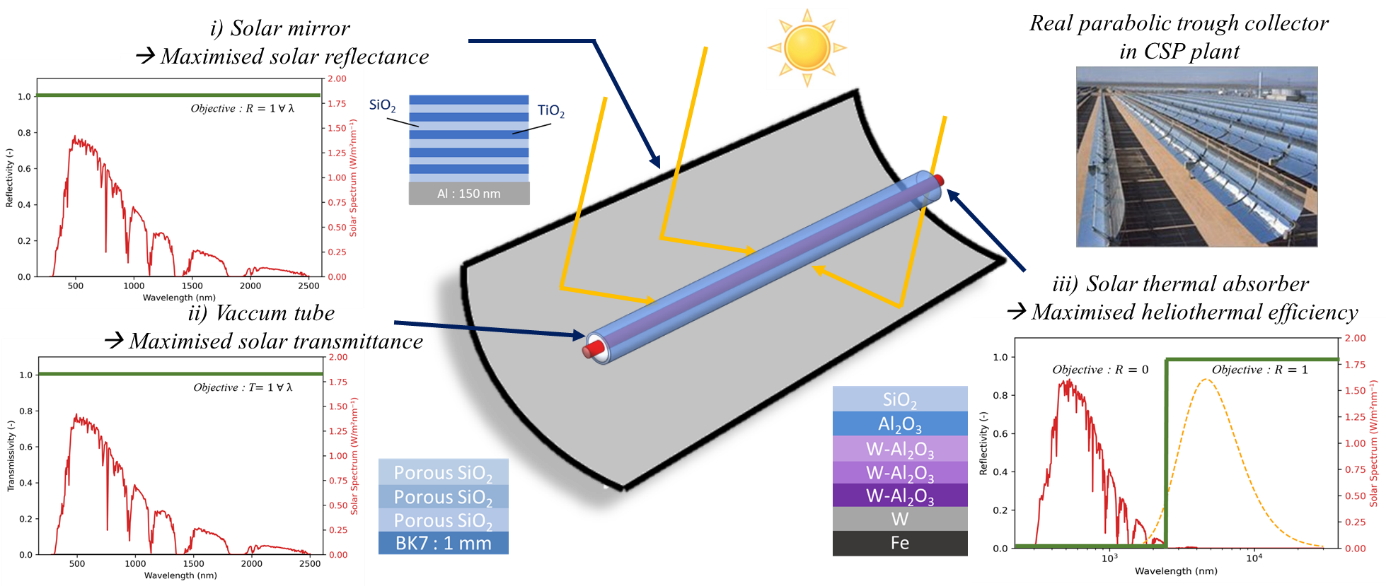 i) Solar mirror
→ Maximised solar reflectance
Objective : R = 1 ∀ λ
Reflectivity (-)
1.0
0.8
0.6
0.4
0.2
0.0
500
1000
1500
2000
2500
Wavelength (nm)
2.00
1.75
1.50
1.25
1.00
0.75
0.50
0.25
0.00
Solar Spectrum (W/m²nm⁻¹)
SiO₂
TiO₂
Al : 150 nm
Real parabolic trough collector
in CSP plant
ii) Vaccum tube
→ Maximised solar transmittance
Objective : T= 1 ∀ λ
Transmissivity (-)
1.0
0.8
0.6
0.4
0.2
0.0
500
1000
1500
2000
2500
Wavelength (nm)
2.00
1.75
1.50
1.25
1.00
0.75
0.50
0.25
0.00
Solar Spectrum (W/m²nm⁻¹)
Porous SiO₂
Porous SiO₂
Porous SiO₂
BK7 : 1 mm
SiO₂
Al₂O₃
W-Al₂O₃
W-Al₂O₃
W-Al₂O₃
W
Fe
iii) Solar thermal absorber
→ Maximised heliothermal efficiency
Objective : R = 0
Objective : R = 1
Reflectivity (-)
1.0
0.8
0.6
0.4
0.2
0.0
10³
10⁴
Wavelength (nm)
2.00
1.75
1.50
1.25
1.00
0.75
0.50
0.25
0.00
Solar Spectrum (W/m²nm⁻¹)